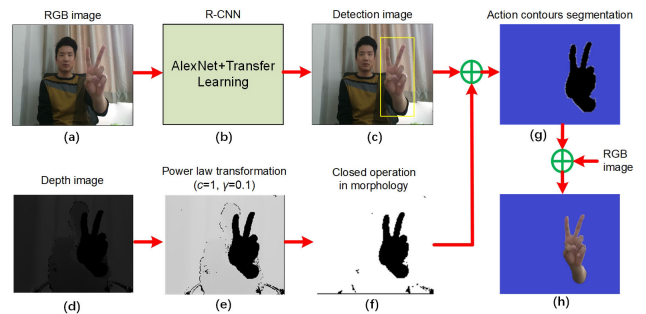 RGB image
R-CNN
Detection image
Action contours segmentation
AlexNet+Transfer
Learning
(a)
(b)
(c)
(g)
RGB
image
Depth image
Power law transformation
(c=1, γ=0.1)
Closed operation
in morphology
(d)
(e)
(f)
(h)